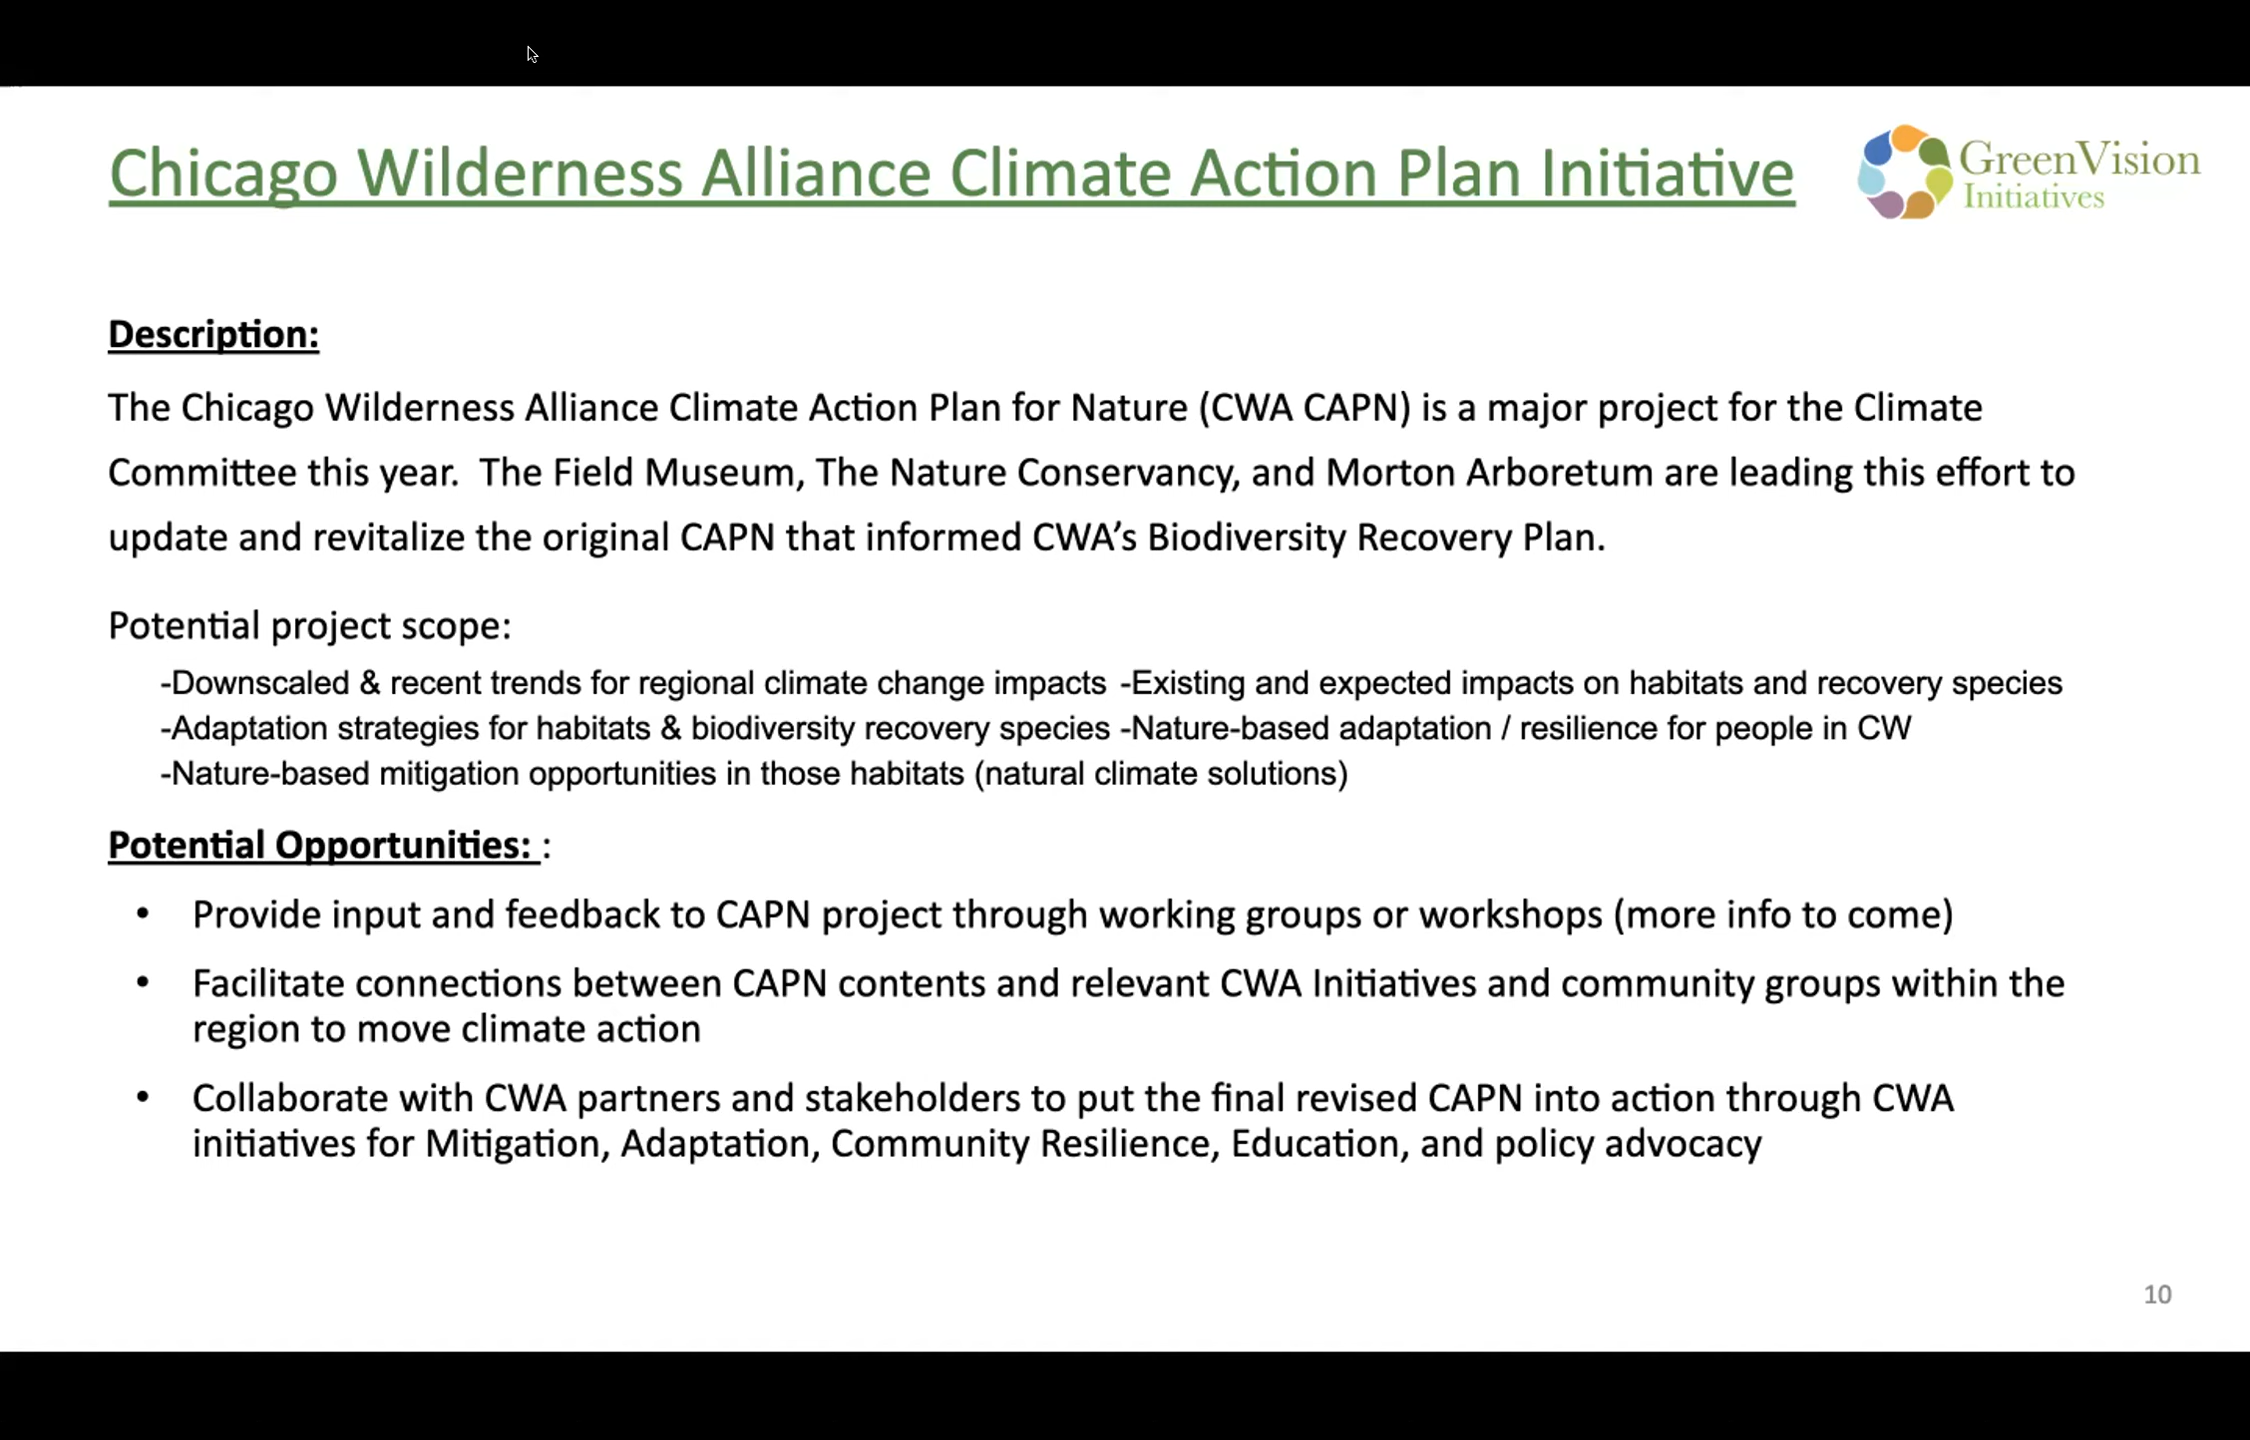 Chicago Wilderness Alliance Climate Action Plan Initiative
GreenVision
Initiatives
Description:
The Chicago Wilderness Alliance Climate Action Plan for Nature (CWA CAPN) is a major project for the Climate
Committee this year.  The Field Museum, The Nature Conservancy, and Morton Arboretum are leading this effort to
update and revitalize the original CAPN that informed CWA’s Biodiversity Recovery Plan.
Potential project scope:
-Downscaled & recent trends for regional climate change impacts -Existing and expected impacts on habitats and recovery species
-Adaptation strategies for habitats & biodiversity recovery species -Nature-based adaptation / resilience for people in CW
-Nature-based mitigation opportunities in those habitats (natural climate solutions)
Potential Opportunities: :
• Provide input and feedback to CAPN project through working groups or workshops (more info to come)
• Facilitate connections between CAPN contents and relevant CWA Initiatives and community groups within the
region to move climate action
• Collaborate with CWA partners and stakeholders to put the final revised CAPN into action through CWA
initiatives for Mitigation, Adaptation, Community Resilience, Education, and policy advocacy
10